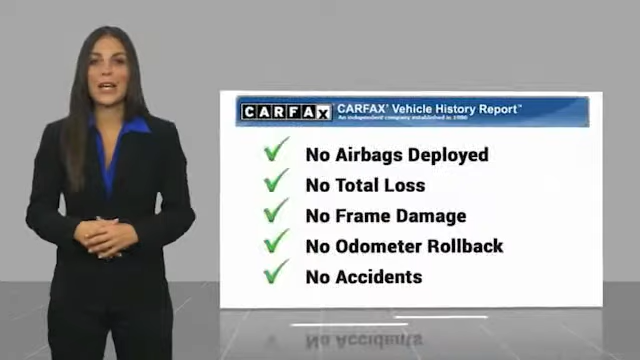 CARFAX CARFAX® Vehicle History Report™
An independent company established in 1986
No Airbags Deployed
No Total Loss
No Frame Damage
No Odometer Rollback
No Accidents